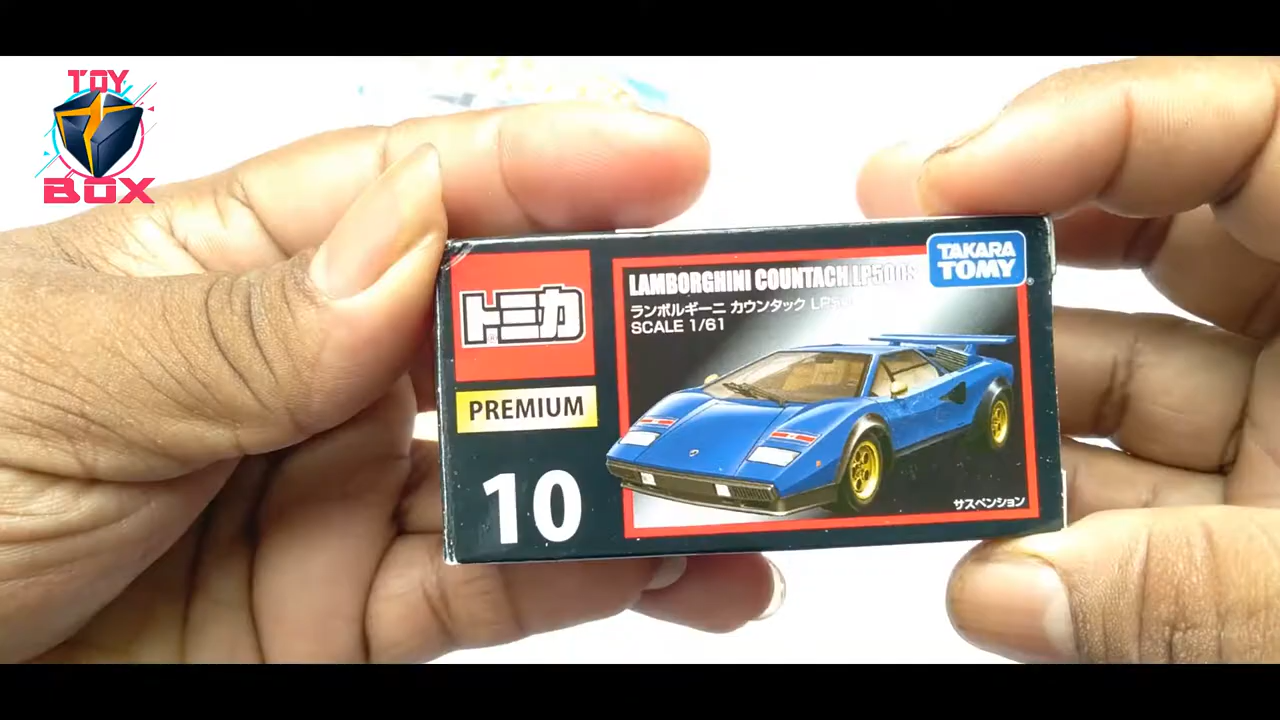 TOY
BOX
トミカ
PREMIUM
10
LAMBORGHINI COUNTACH LP500S
ランボルギーニ カウンタック
SCALE 1/61
TAKARA
TOMY
サスペンション